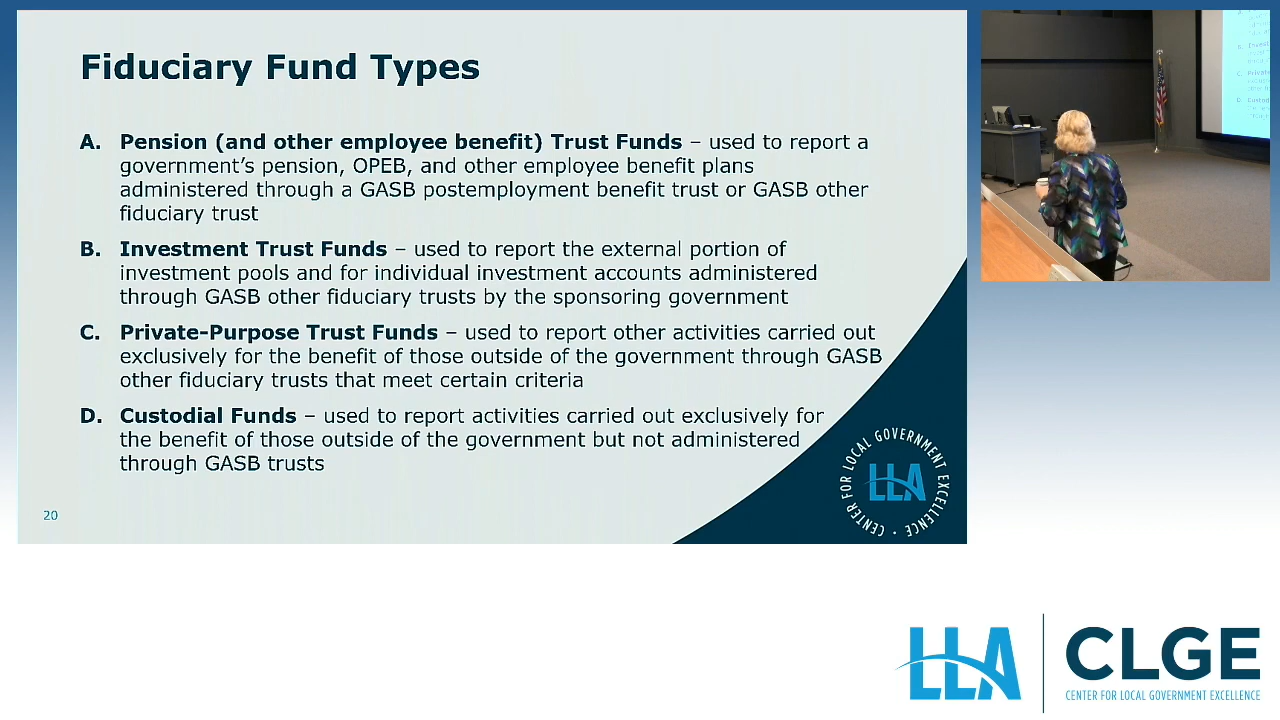 Fiduciary Fund Types
A. Pension (and other employee benefit) Trust Funds – used to report a
government’s pension, OPEB, and other employee benefit plans
administered through a GASB postemployment benefit trust or GASB other
fiduciary trust
B. Investment Trust Funds – used to report the external portion of
investment pools and for individual investment accounts administered
through GASB other fiduciary trusts by the sponsoring government
C. Private-Purpose Trust Funds – used to report other activities carried out
exclusively for the benefit of those outside of the government through GASB
other fiduciary trusts that meet certain criteria
D. Custodial Funds – used to report activities carried out exclusively for
the benefit of those outside of the government but not administered
through GASB trusts
20
CENTER FOR LOCAL GOVERNMENT EXCELLENCE
LLA
LLA
CLGE
CENTER FOR LOCAL GOVERNMENT EXCELLENCE